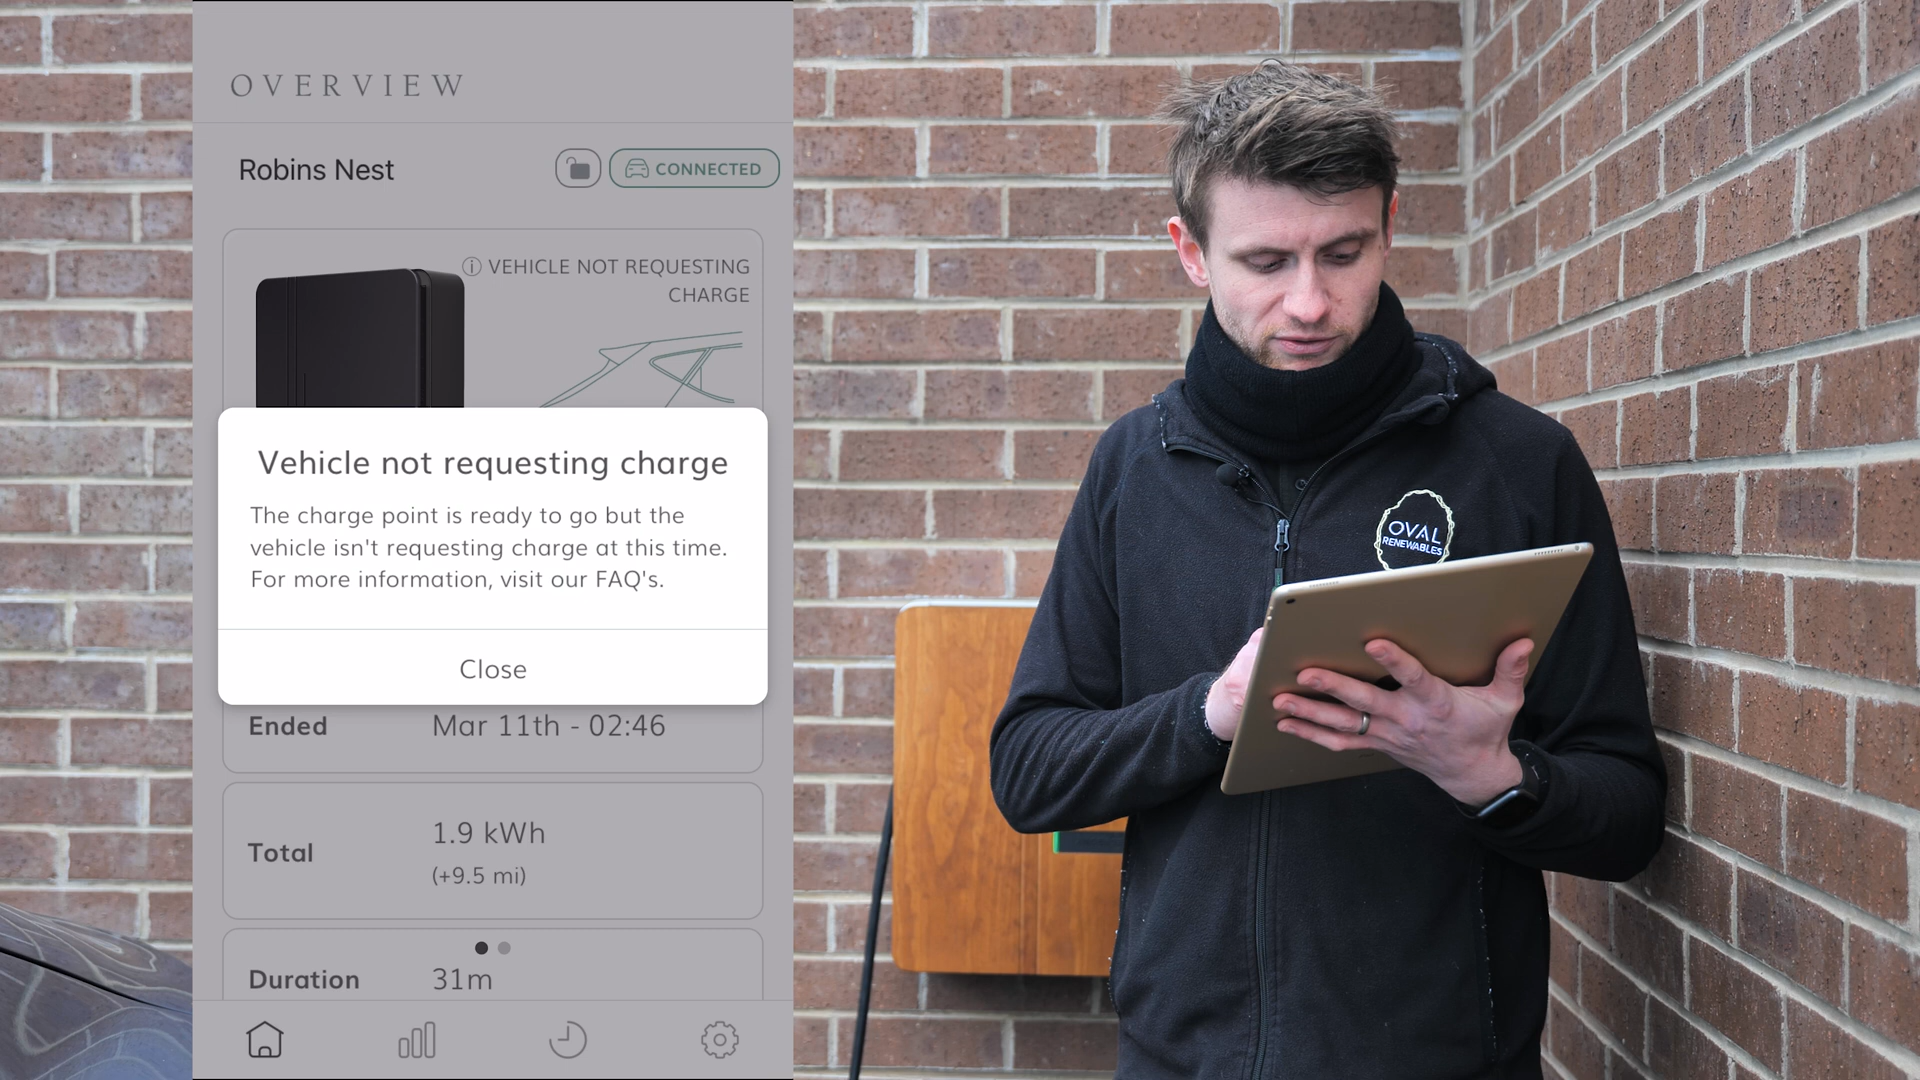 OVERVIEW
Robins Nest
CONNECTED
VEHICLE NOT REQUESTING
CHARGE
Vehicle not requesting charge
The charge point is ready to go but the
vehicle isn't requesting charge at this time.
For more information, visit our FAQ's.
Close
Ended Mar 11th - 02:46
Total 1.9 kWh
(+9.5 mi)
Duration 31m
OVAL
RENEWABLES